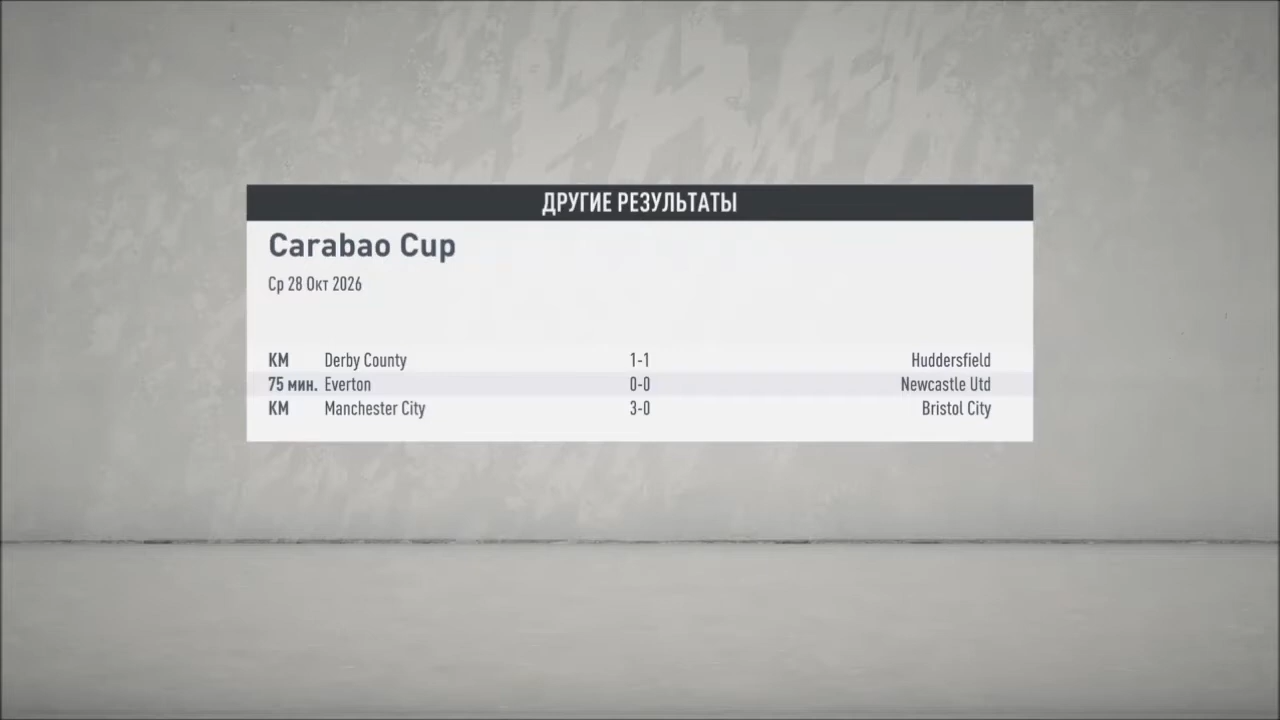 ДРУГИЕ РЕЗУЛЬТАТЫ
Carabao Cup
Ср 28 Окт 2026
КМ Derby County 1-1 Huddersfield
75 мин. Everton 0-0 Newcastle Utd
КМ Manchester City 3-0 Bristol City